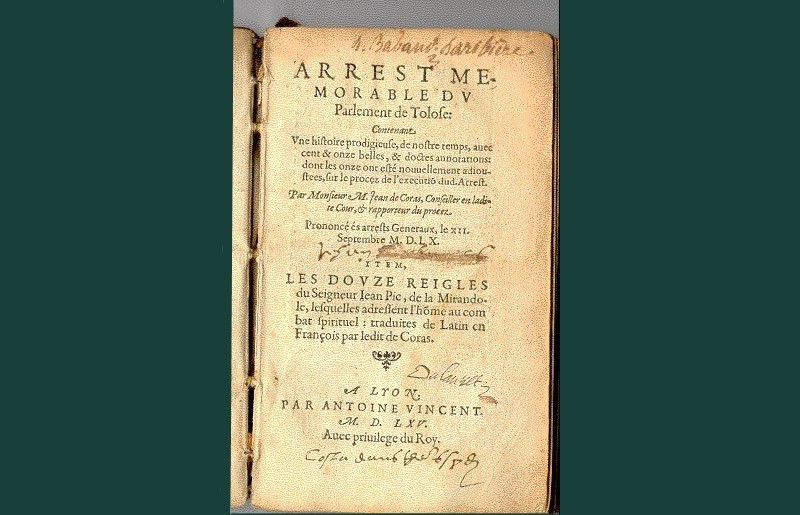 ARREST ME-
MORABLE DV
Parlement de Tolose:
Contenant
Vne histoire prodigieuse, de nostre temps, auec
cent & onze belles, & doctes annotations:
dont les onze ont esté nouuellement adiou-
stees, sur le procez de l'executiõ dud. Arrest.
Par Monsieur M. Jean de Coras, Conseiller en ladi-
te Cour, & rapporteur du procez.
Prononcé és arrests Generaux, le XII.
Septembre M. D. LX.
ITEM,
LES DOVZE REIGLES
du Seigneur Iean Pic, de la Mirando-
le, lesquelles adressent l'hõme au com
bat spirituel: traduites de Latin en
François par ledit de Coras.
A LYON,
PAR ANTOINE VINCENT.
M. D. LXV.
Auec priuilege du Roy.